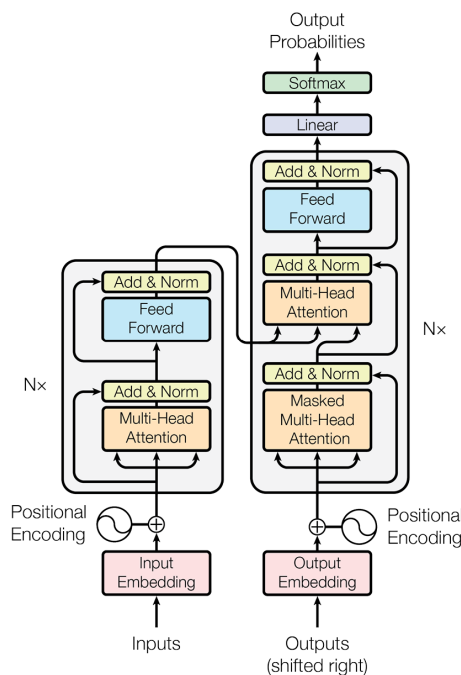 Output
Probabilities
Softmax
Linear
Add & Norm
Feed
Forward
Add & Norm
Multi-Head
Attention
Nx
Add & Norm
Masked
Multi-Head
Attention
Add & Norm
Feed
Forward
N×
Add & Norm
Multi-Head
Attention
Positional
Encoding
Positional
Encoding
Input
Embedding
Output
Embedding
Inputs
Outputs
(shifted right)